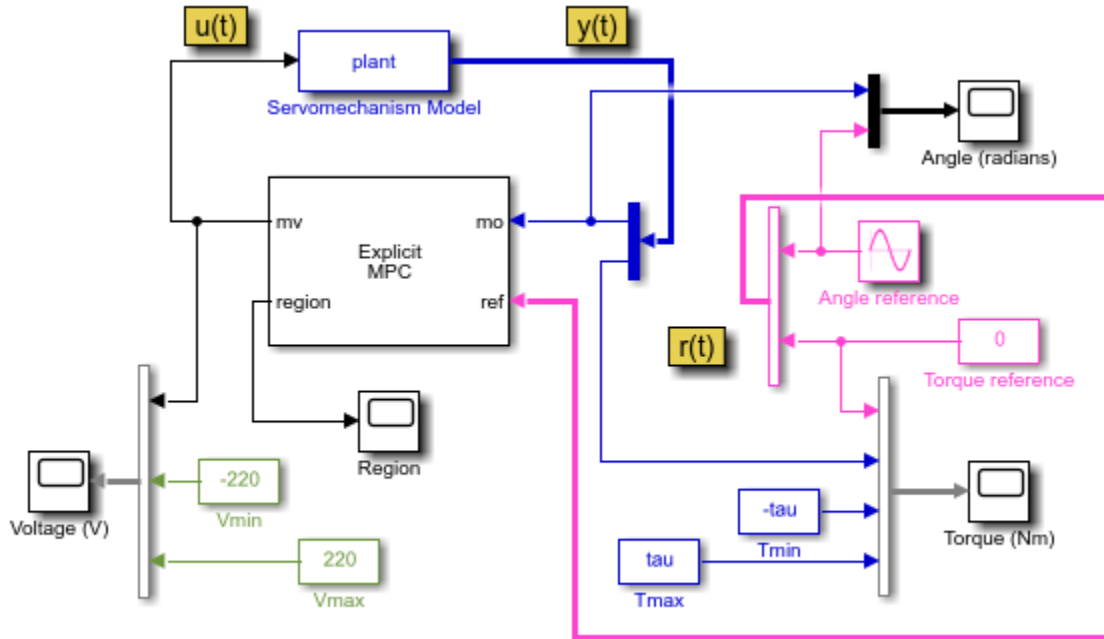 u(t)
y(t)
plant
Servomechanism Model
Angle (radians)
mv
mo
Explicit
MPC
region
ref
Angle reference
r(t)
0
Torque reference
Region
-220
Vmin
Voltage (V)
-tau
Tmin
Torque (Nm)
220
Vmax
tau
Tmax